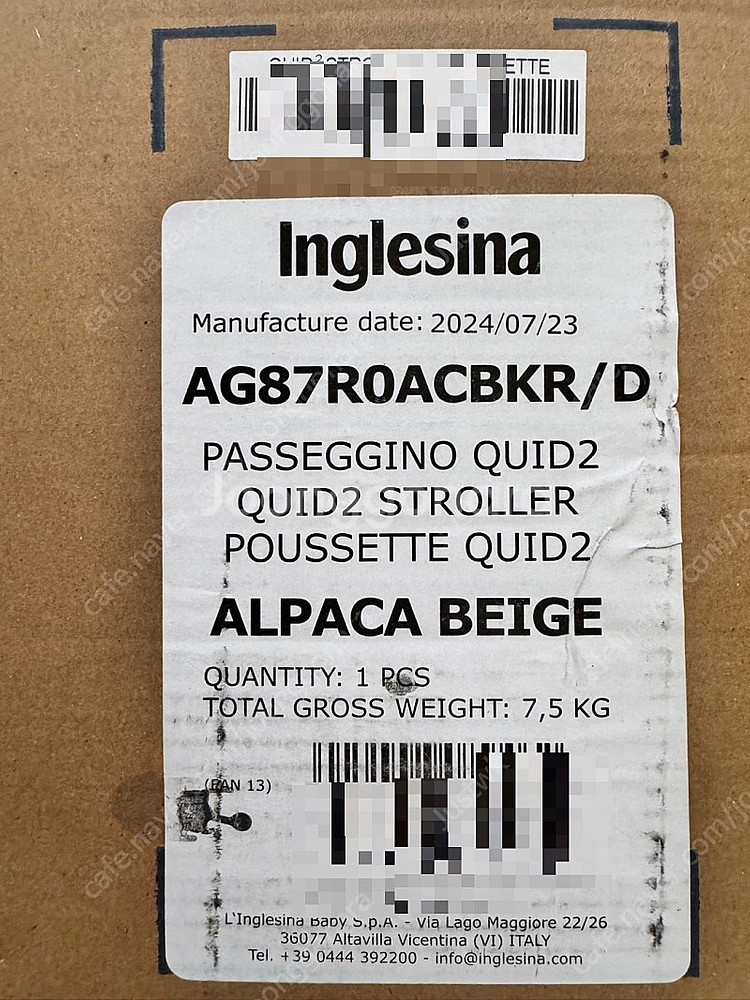 ETTE
Inglesina
Manufacture date: 2024/07/23
AG87R0ACBKR/D
PASSEGGINO QUID2
QUID2 STROLLER
POUSSETTE QUID2
ALPACA BEIGE
QUANTITY: 1 PCS
TOTAL GROSS WEIGHT: 7,5 KG
(EAN 13)
L'Inglesina Baby S.p.A. - Via Lago Maggiore 22/26
36077 Altavilla Vicentina (VI) ITALY
Tel. +39 0444 392200 - info@inglesina.com